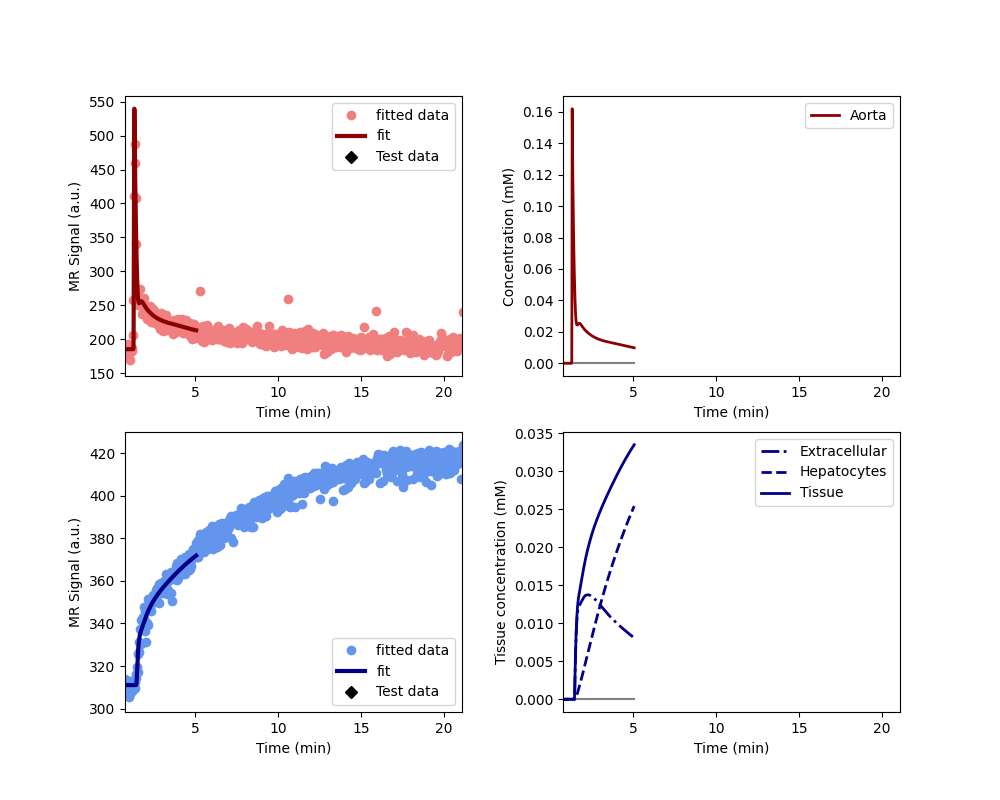 550
500
450
400
350
300
250
200
150
MR Signal (a.u.)
fitted data
fit
Test data
5
10
15
20
Time (min)
0.16
0.14
0.12
0.10
0.08
0.06
0.04
0.02
0.00
Concentration (mM)
Aorta
5
10
15
20
Time (min)
420
400
380
360
340
320
300
MR Signal (a.u.)
fitted data
fit
Test data
5
10
15
20
Time (min)
0.035
0.030
0.025
0.020
0.015
0.010
0.005
0.000
Tissue concentration (mM)
Extracellular
Hepatocytes
Tissue
5
10
15
20
Time (min)